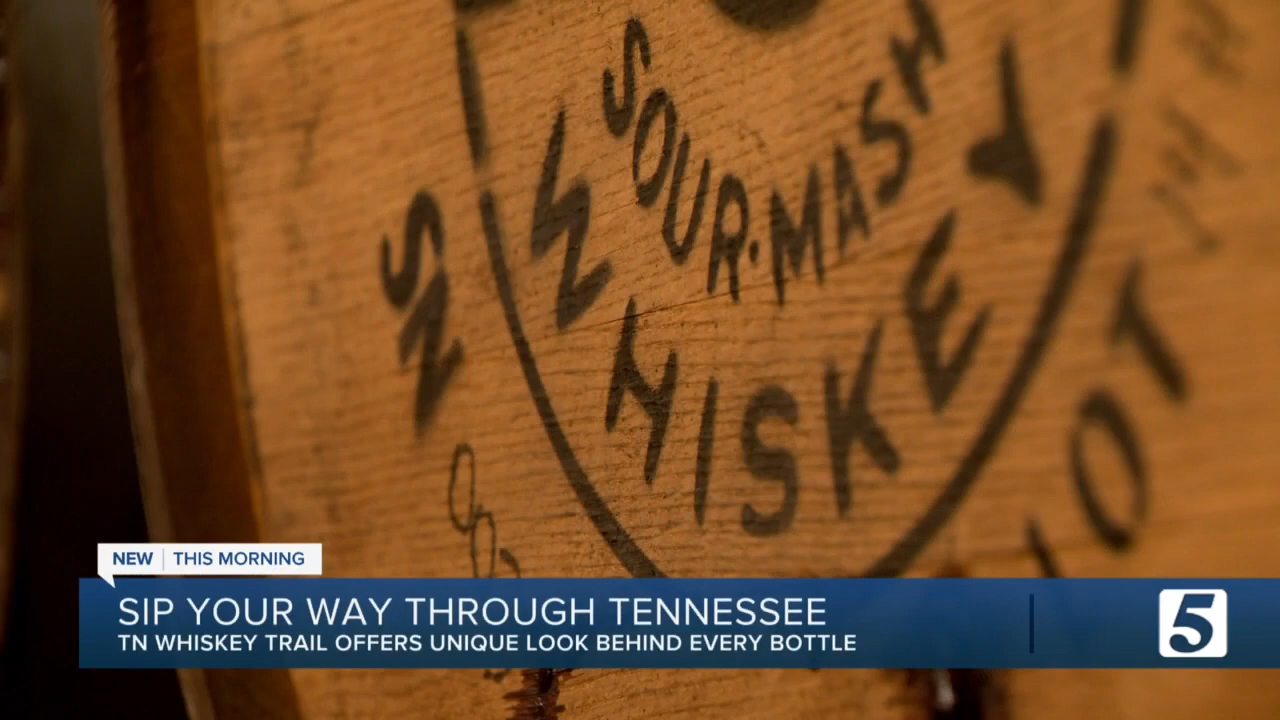 SOUR·MASH
WHISKEY
NEW | THIS MORNING
SIP YOUR WAY THROUGH TENNESSEE
TN WHISKEY TRAIL OFFERS UNIQUE LOOK BEHIND EVERY BOTTLE
5